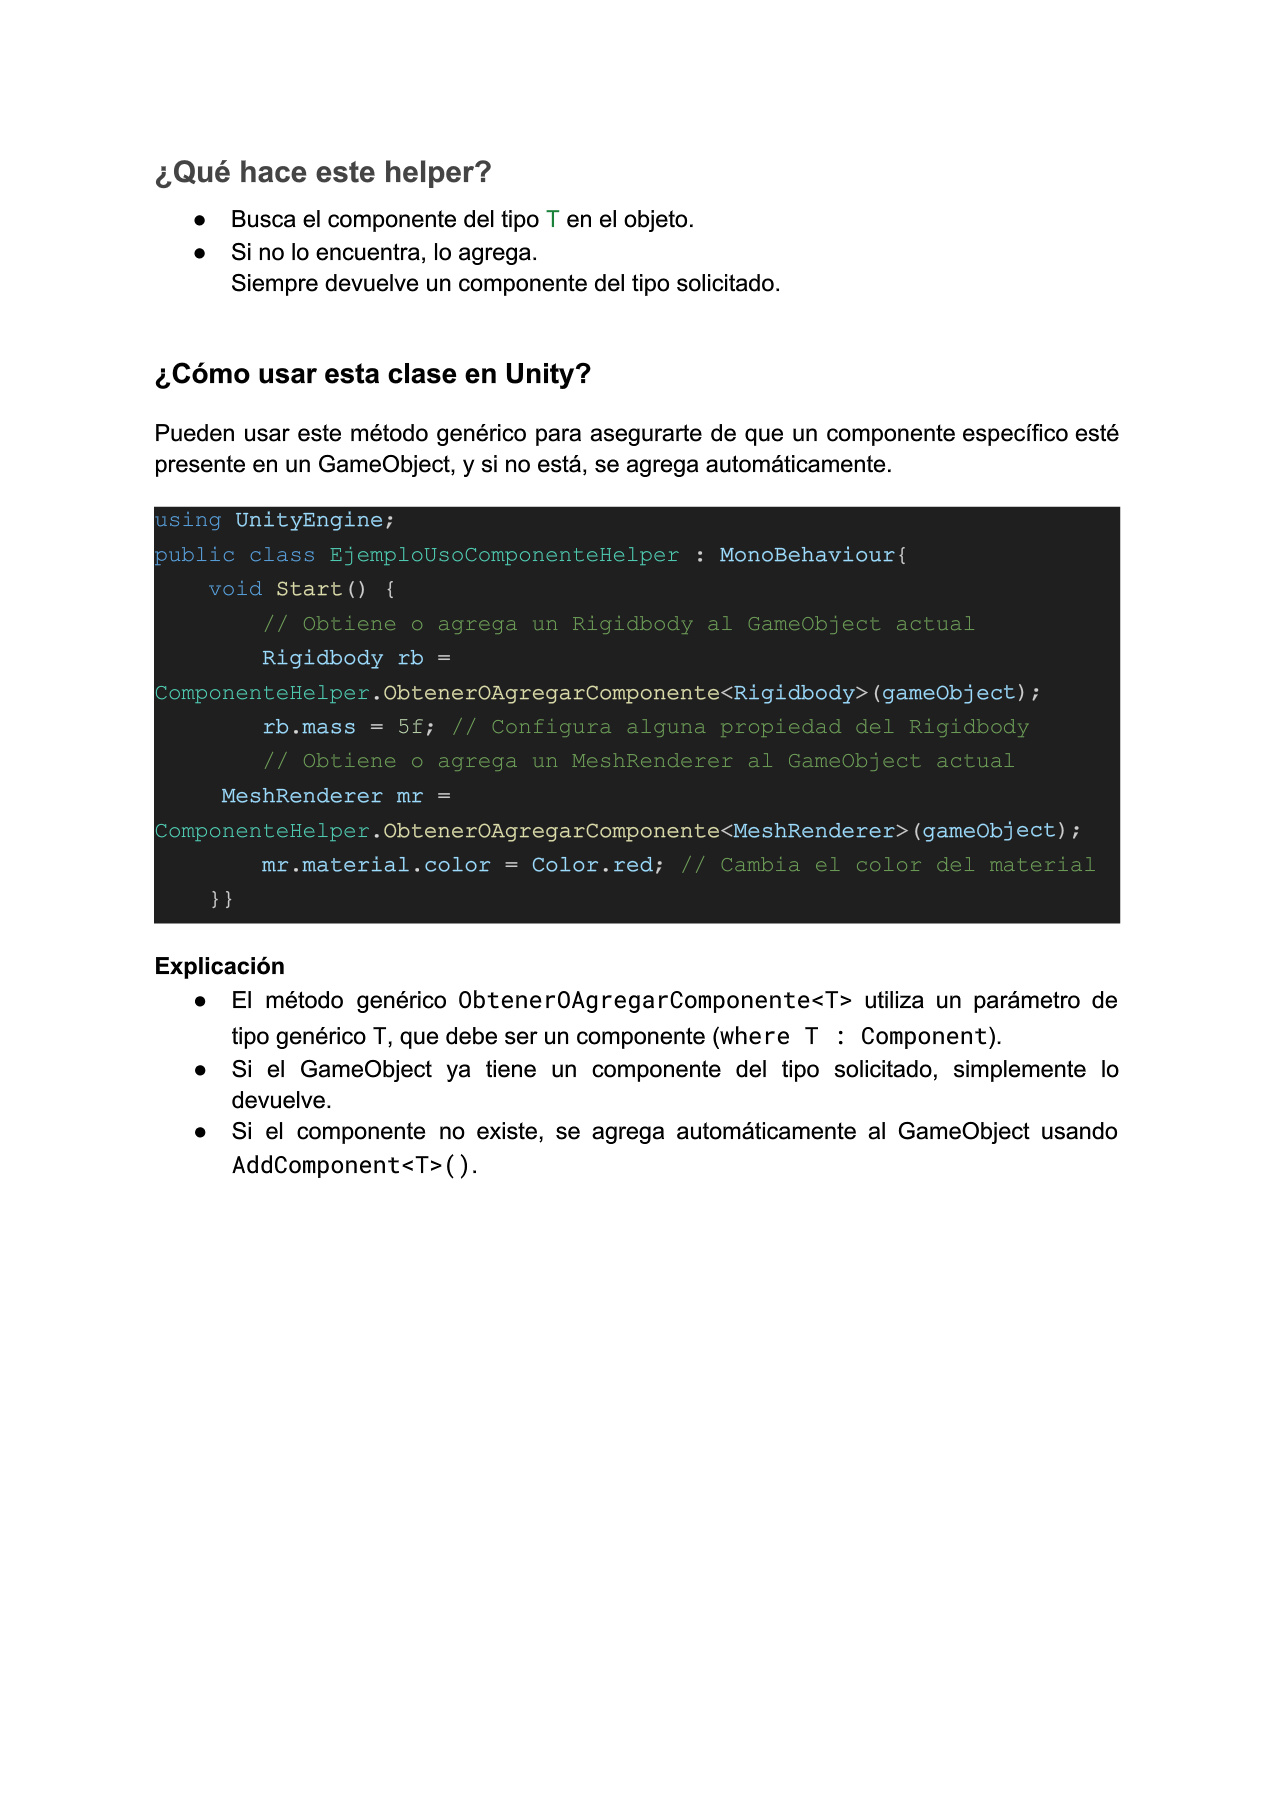 ¿Qué hace este helper?
● Busca el componente del tipo T en el objeto.
● Si no lo encuentra, lo agrega.
Siempre devuelve un componente del tipo solicitado.
¿Cómo usar esta clase en Unity?
Pueden usar este método genérico para asegurarte de que un componente específico esté
presente en un GameObject, y si no está, se agrega automáticamente.
using UnityEngine;
public class EjemploUsoComponenteHelper : MonoBehaviour{
    void Start() {
        // Obtiene o agrega un Rigidbody al GameObject actual
        Rigidbody rb =
ComponenteHelper.ObtenerOAgregarComponente<Rigidbody>(gameObject);
        rb.mass = 5f; // Configura alguna propiedad del Rigidbody
        // Obtiene o agrega un MeshRenderer al GameObject actual
     MeshRenderer mr =
ComponenteHelper.ObtenerOAgregarComponente<MeshRenderer>(gameObject);
        mr.material.color = Color.red; // Cambia el color del material
    }}
Explicación
● El método genérico ObtenerOAgregarComponente<T> utiliza un parámetro de
tipo genérico T, que debe ser un componente (where T : Component).
● Si el GameObject ya tiene un componente del tipo solicitado, simplemente lo
devuelve.
● Si el componente no existe, se agrega automáticamente al GameObject usando
AddComponent<T>().